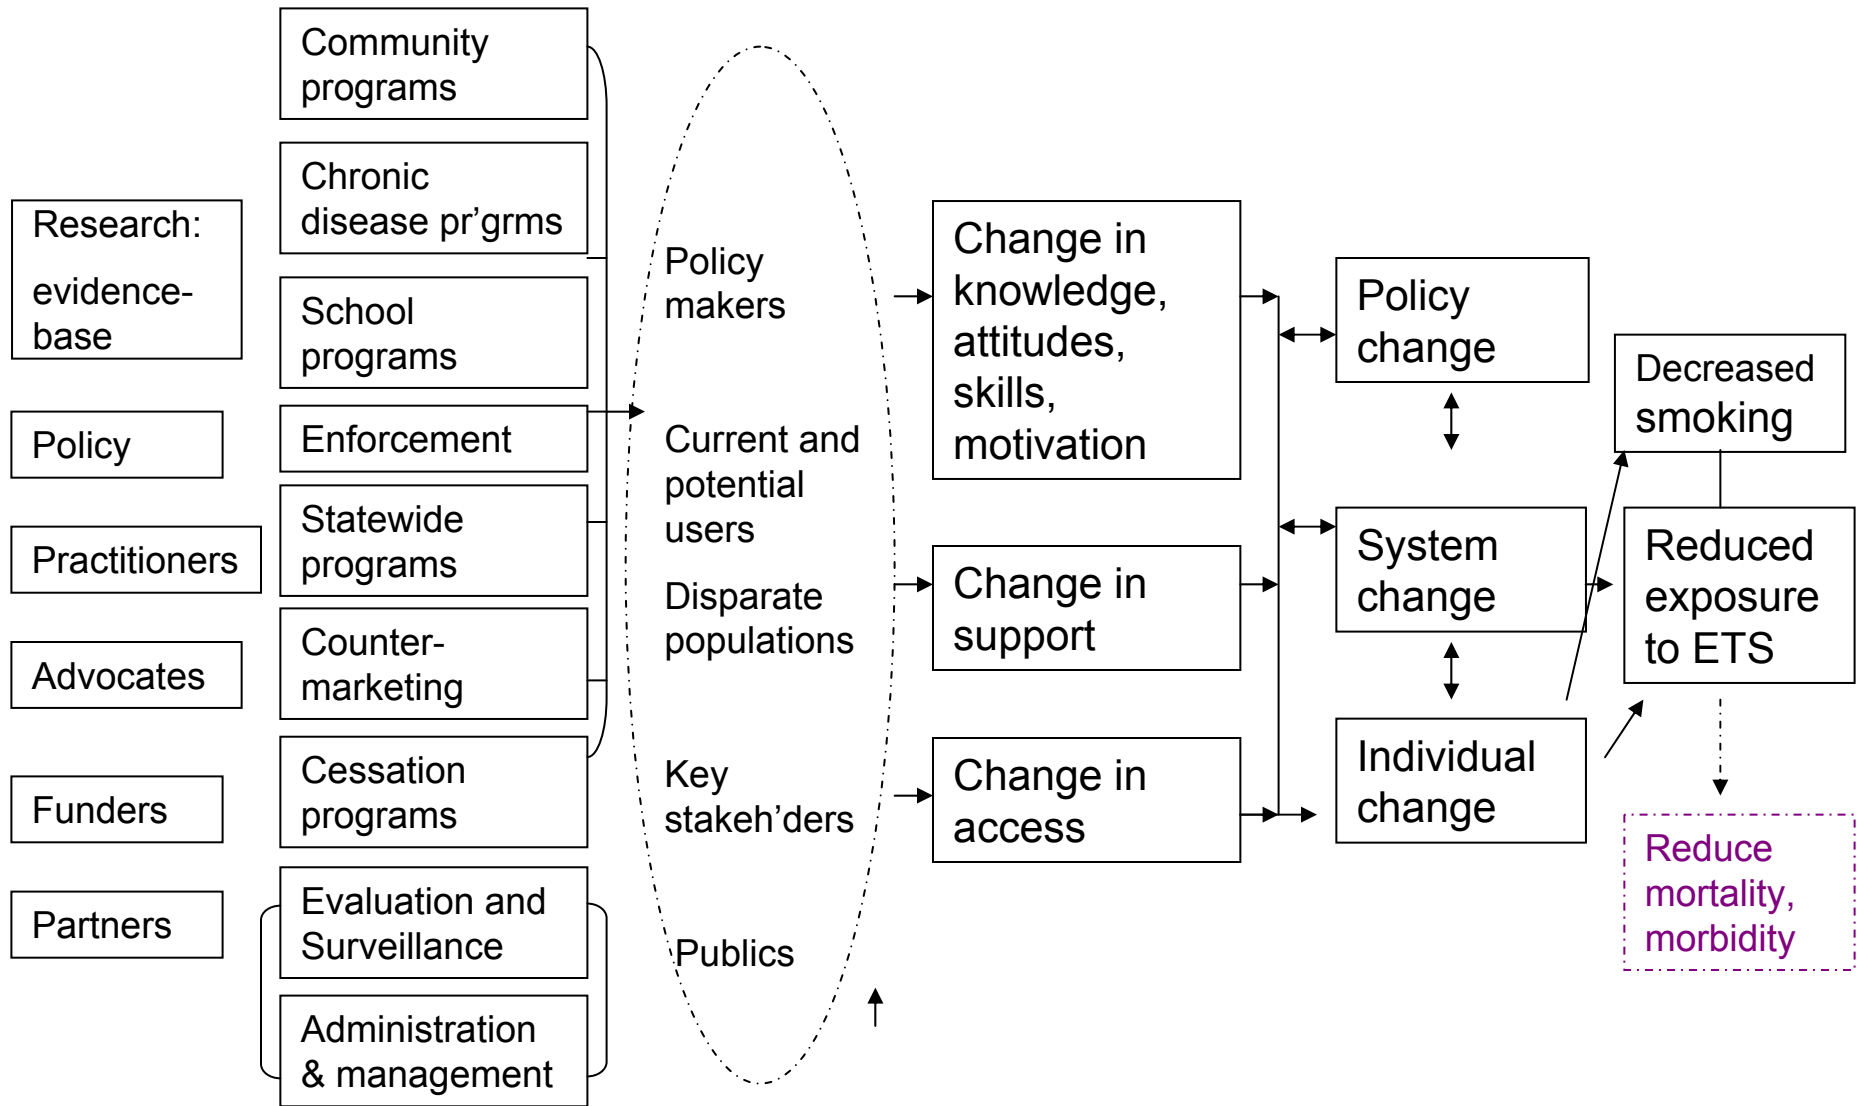 Research:
evidence-
base
Policy
Practitioners
Advocates
Funders
Partners
Community
programs
Chronic
disease pr’grms
School
programs
Enforcement
Statewide
programs
Counter-
marketing
Cessation
programs
Evaluation and
Surveillance
Administration
& management
Policy
makers
Current and
potential
users
Disparate
populations
Key
stakeh’ders
Publics
Change in
knowledge,
attitudes,
skills,
motivation
Change in
support
Change in
access
Policy
change
System
change
Individual
change
Decreased
smoking
Reduced
exposure
to ETS
Reduce
mortality,
morbidity